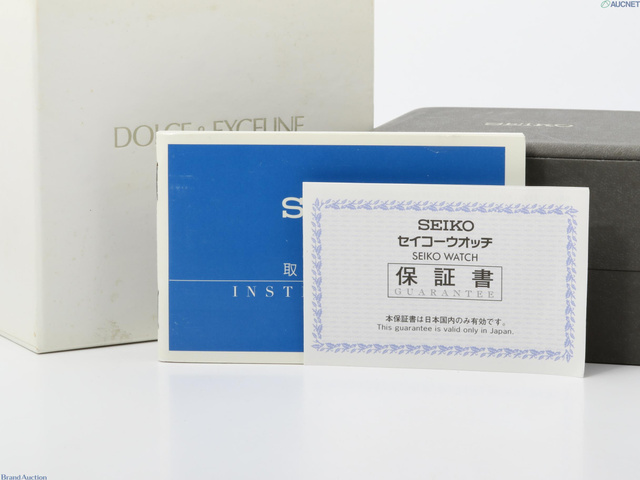 AUCNET
DOLCE & EXCELINE
SEIKO
S
取
INST
SEIKO
セイコーウオッチ
SEIKO WATCH
保証書
GUARANTEE
本保証書は日本国内のみ有効です。
This guarantee is valid only in Japan.
Brand Auction